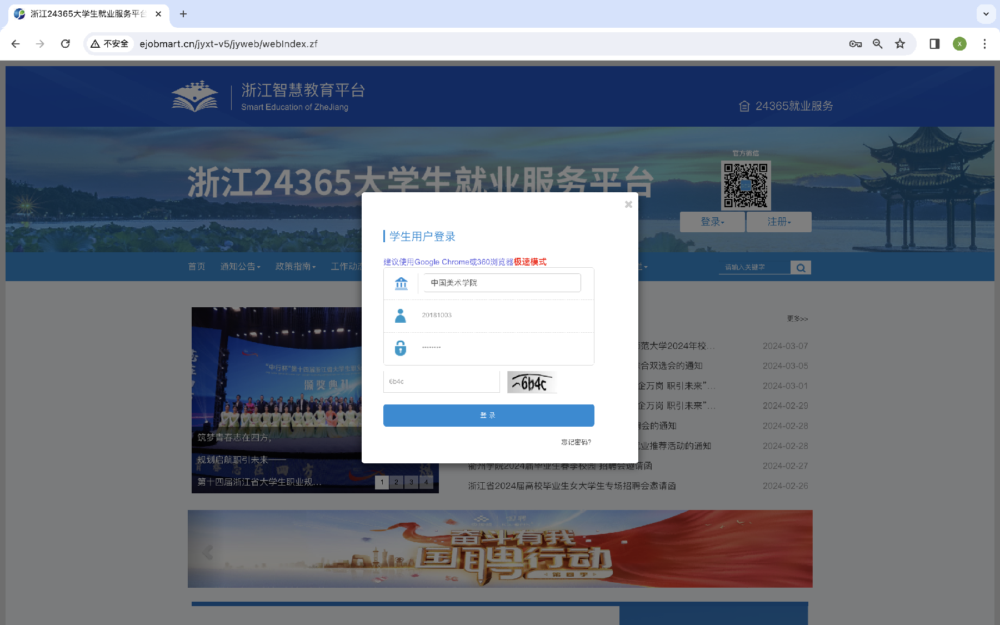 浙江24365大学生就业服务平台
不安全
ejobmart.cn/jyxt-v5/jyweb/webIndex.zf
X
浙江智慧教育平台
Smart Education of ZheJiang
24365就业服务
官方微信
浙江24365大学生就业服务平台
登录
注册
首页
通知公告
政策指南
工作动态
请输入关键字
学生用户登录
建议使用Google Chrome或360浏览器极速模式
中国美术学院
20181003
••••••••
6b4c
6b4c
登 录
忘记密码?
更多>>
范大学2024年校... 2024-03-07
合双选会的通知 2024-03-05
企万岗 职引未来”... 2024-03-01
企万岗 职引未来”... 2024-02-29
会的通知 2024-02-28
业推荐活动的通知 2024-02-28
衢州学院2024届毕业生春季校园 招聘会邀请函 2024-02-27
浙江省2024届高校毕业生女大学生专场招聘会邀请函 2024-02-26
“中行杯”第十四届浙江省大学生职
颁奖典礼
筑梦青春志在四方，
规划启航职引未来——
第十四届浙江省大学生职业规...
1 2 3 4
奋斗有我
国聘行动
第四季
5G